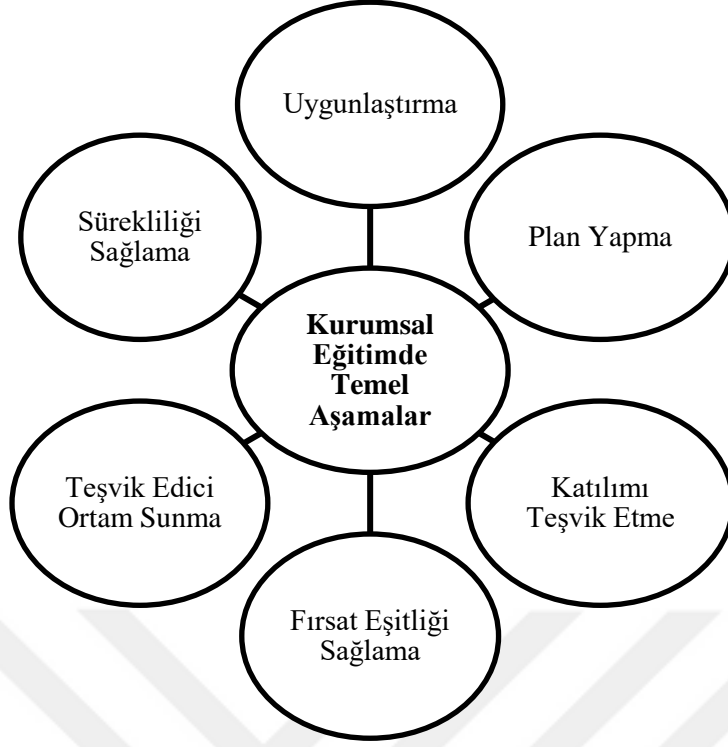 Uygunlaştırma
Sürekliliği
Sağlama
Plan Yapma
Kurumsal
Eğitimde
Temel
Aşamalar
Teşvik Edici
Ortam Sunma
Katılımı
Teşvik Etme
Fırsat Eşitliği
Sağlama